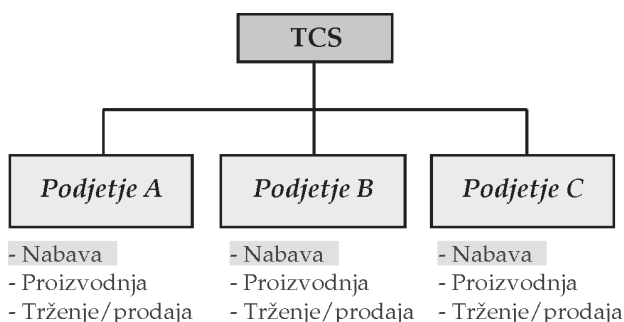 TCS
Podjetje A
Podjetje B
Podjetje C
- Nabava
- Proizvodnja
- Trženje/prodaja
- Nabava
- Proizvodnja
- Trženje/prodaja
- Nabava
- Proizvodnja
- Trženje/prodaja